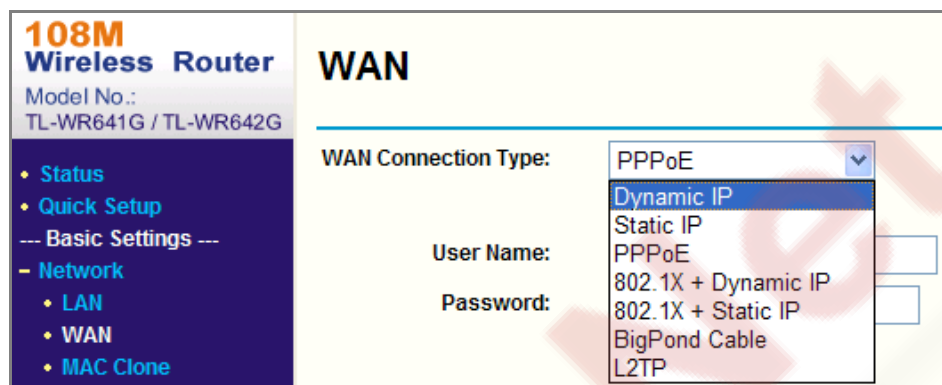 108M
Wireless Router
Model No.:
TL-WR641G / TL-WR642G
• Status
• Quick Setup
--- Basic Settings ---
– Network
• LAN
• WAN
• MAC Clone
WAN
WAN Connection Type:
PPPoE
Dynamic IP
Static IP
PPPoE
802.1X + Dynamic IP
802.1X + Static IP
BigPond Cable
L2TP
User Name:
Password: